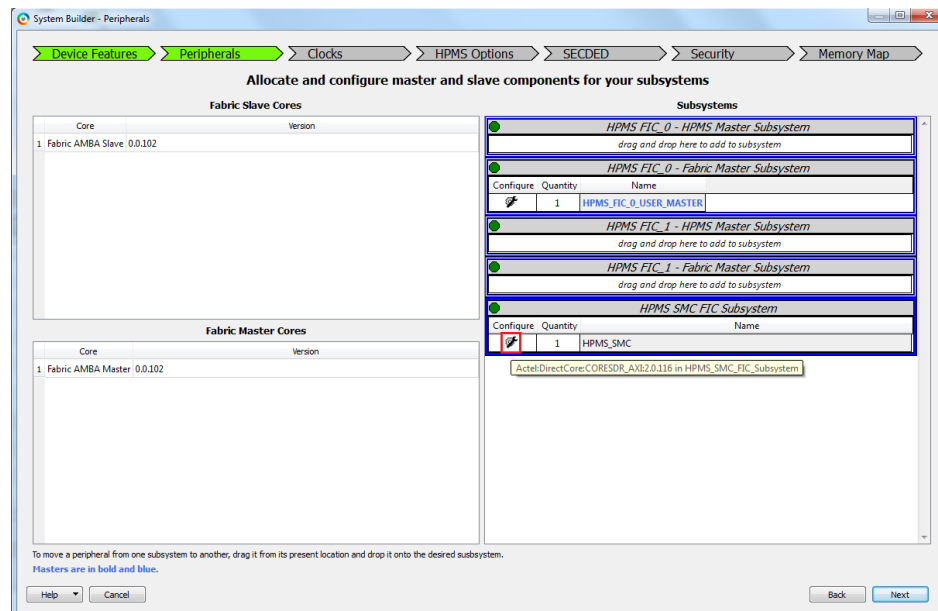 System Builder - Peripherals
Device Features
Peripherals
Clocks
HPMS Options
SECDED
Security
Memory Map
Allocate and configure master and slave components for your subsystems
Fabric Slave Cores
Core Version
1 Fabric AMBA Slave 0.0.102
Fabric Master Cores
Core Version
1 Fabric AMBA Master 0.0.102
Subsystems
HPMS FIC_0 - HPMS Master Subsystem
drag and drop here to add to subsystem
HPMS FIC_0 - Fabric Master Subsystem
Configure Quantity Name
1 HPMS_FIC_0_USER_MASTER
HPMS FIC_1 - HPMS Master Subsystem
drag and drop here to add to subsystem
HPMS FIC_1 - Fabric Master Subsystem
drag and drop here to add to subsystem
HPMS SMC FIC Subsystem
Configure Quantity Name
1 HPMS_SMC
Actel:DirectCore:CORESDR_AXI:2.0.116 in HPMS_SMC_FIC_Subsystem
To move a peripheral from one subsystem to another, drag it from its present location and drop it onto the desired susbsystem.
Masters are in bold and blue.
Help Cancel Back Next